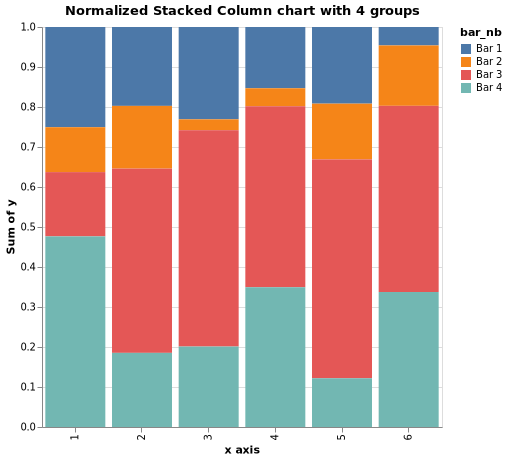 Normalized Stacked Column chart with 4 groups
bar_nb
Bar 1
Bar 2
Bar 3
Bar 4
Sum of y
1.0
0.9
0.8
0.7
0.6
0.5
0.4
0.3
0.2
0.1
0.0
1 2 3 4 5 6
x axis